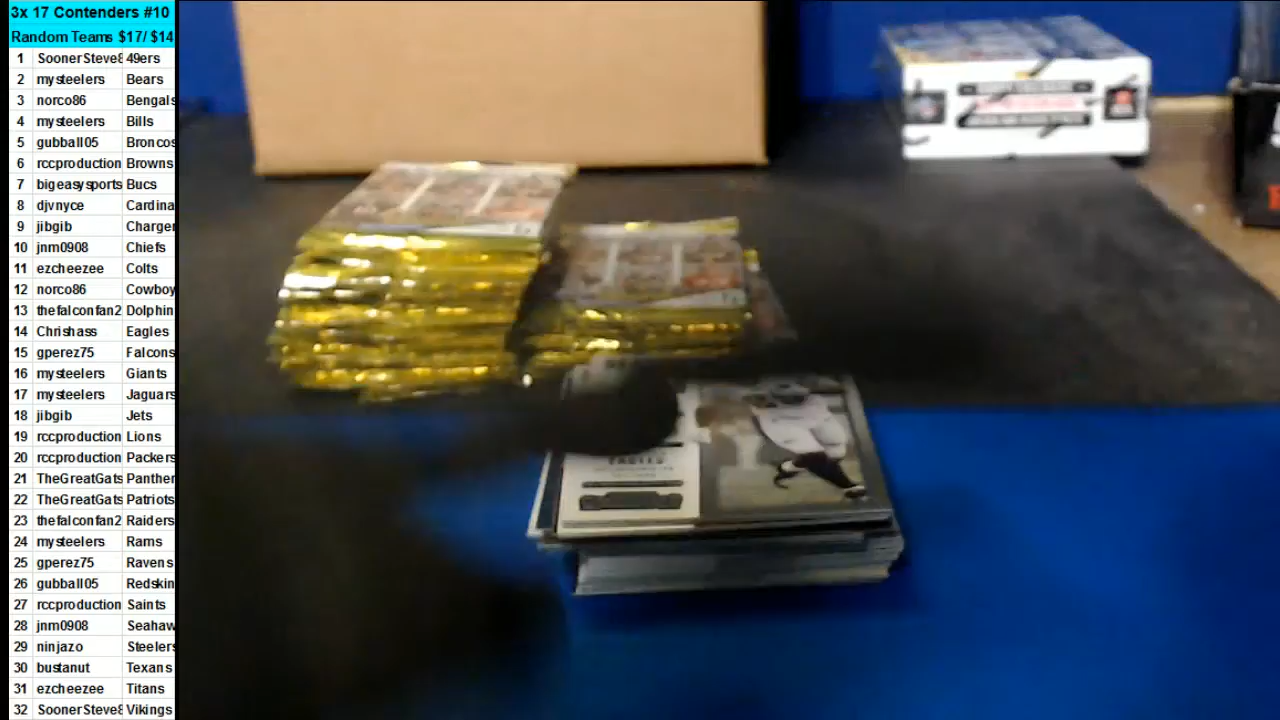 3x 17 Contenders #10
Random Teams $17/ $14
1 SoonerSteve8 49ers
2 mysteelers Bears
3 norco86 Bengals
4 mysteelers Bills
5 gubball05 Broncos
6 rccproduction Browns
7 bigeasysports Bucs
8 djvnyce Cardina
9 jibgib Charger
10 jnm0908 Chiefs
11 ezcheezee Colts
12 norco86 Cowboy
13 thefalconfan2 Dolphin
14 Chrishass Eagles
15 gperez75 Falcons
16 mysteelers Giants
17 mysteelers Jaguars
18 jibgib Jets
19 rccproduction Lions
20 rccproduction Packers
21 TheGreatGats Panther
22 TheGreatGats Patriots
23 thefalconfan2 Raiders
24 mysteelers Rams
25 gperez75 Ravens
26 gubball05 Redskin
27 rccproduction Saints
28 jnm0908 Seahaw
29 ninjazo Steelers
30 bustanut Texans
31 ezcheezee Titans
32 SoonerSteve8 Vikings
EAGLES